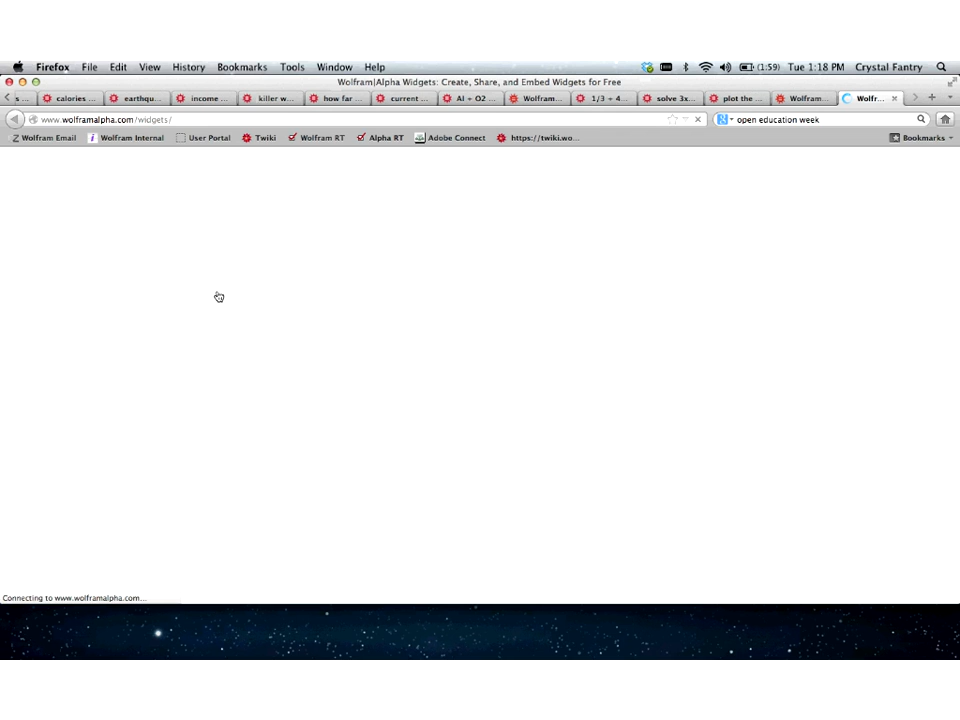 Firefox File Edit View History Bookmarks Tools Window Help (1:59) Tue 1:18 PM Crystal Fantry
Wolfram|Alpha Widgets: Create, Share, and Embed Widgets for Free
s ... calories ... earthqu... income ... killer w... how far ... current ... Al + O2 ... Wolfram... 1/3 + 4... solve 3x... plot the ... Wolfram... Wolfr...
www.wolframalpha.com/widgets/ open education week
Wolfram Email Wolfram Internal User Portal Twiki Wolfram RT Alpha RT Adobe Connect https://twiki.wo... Bookmarks
Connecting to www.wolframalpha.com...